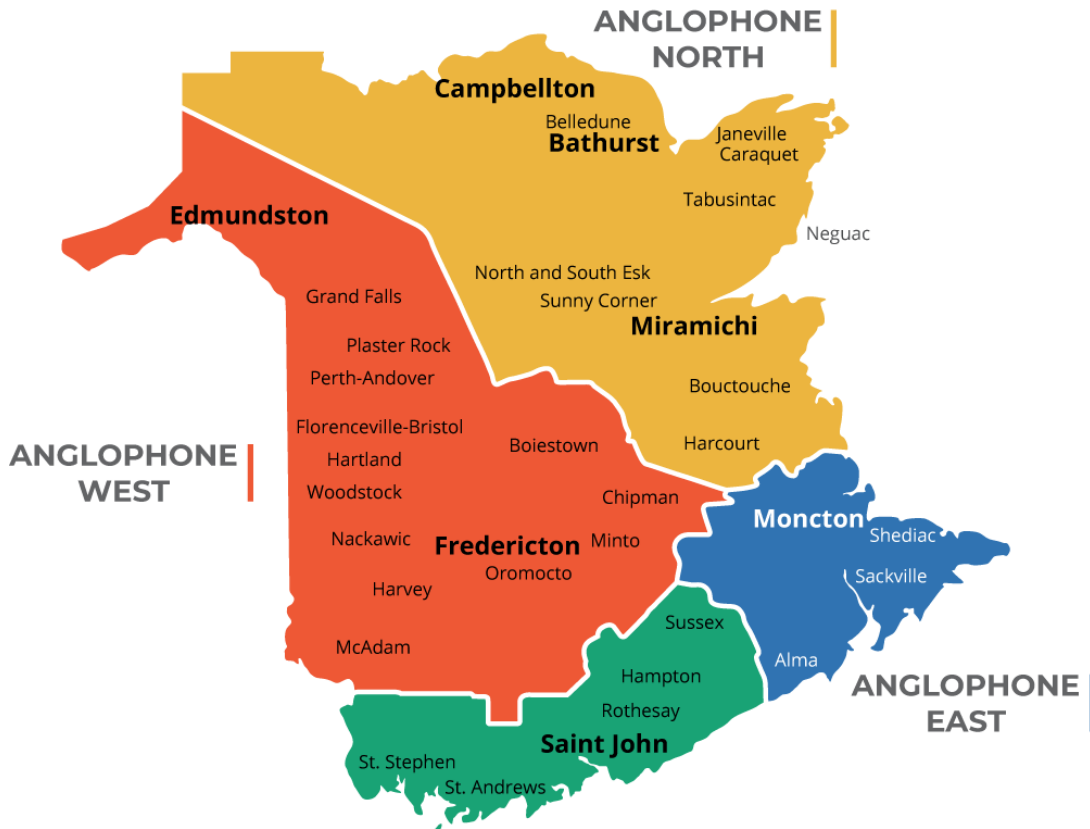 ANGLOPHONE
NORTH
Campbellton
Belledune
Bathurst
Janeville
Caraquet
Tabusintac
Edmundston
Neguac
North and South Esk
Grand Falls
Sunny Corner
Miramichi
Plaster Rock
Perth-Andover
Bouctouche
Florenceville-Bristol
Boiestown
Harcourt
ANGLOPHONE
WEST
Hartland
Woodstock
Chipman
Moncton
Nackawic
Fredericton
Minto
Shediac
Oromocto
Sackville
Harvey
Sussex
McAdam
Alma
Hampton
ANGLOPHONE
EAST
Rothesay
Saint John
St. Stephen
St. Andrews